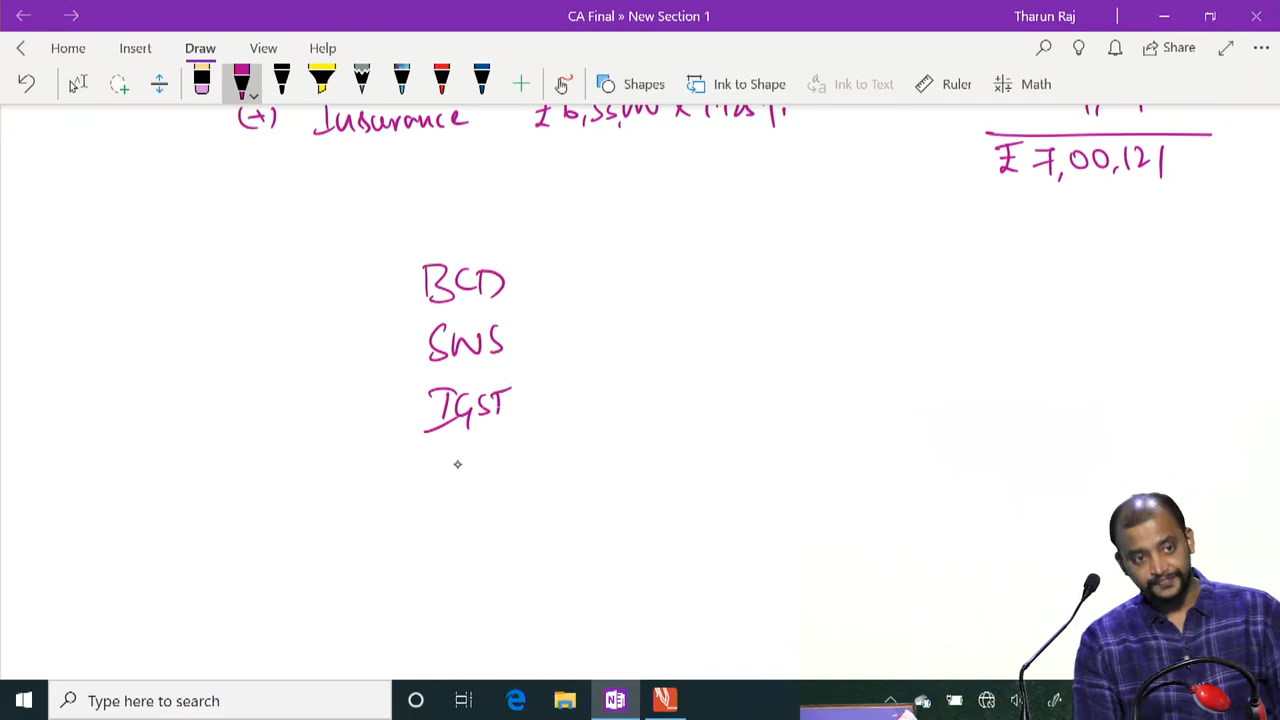 CA Final » New Section 1
Tharun Raj
Home Insert Draw View Help
Share
Shapes
Ink to Shape
Ink to Text
Ruler
Math
(+) Insurance
₹ 7,00,121
BCD
SWS
IGST
Type here to search